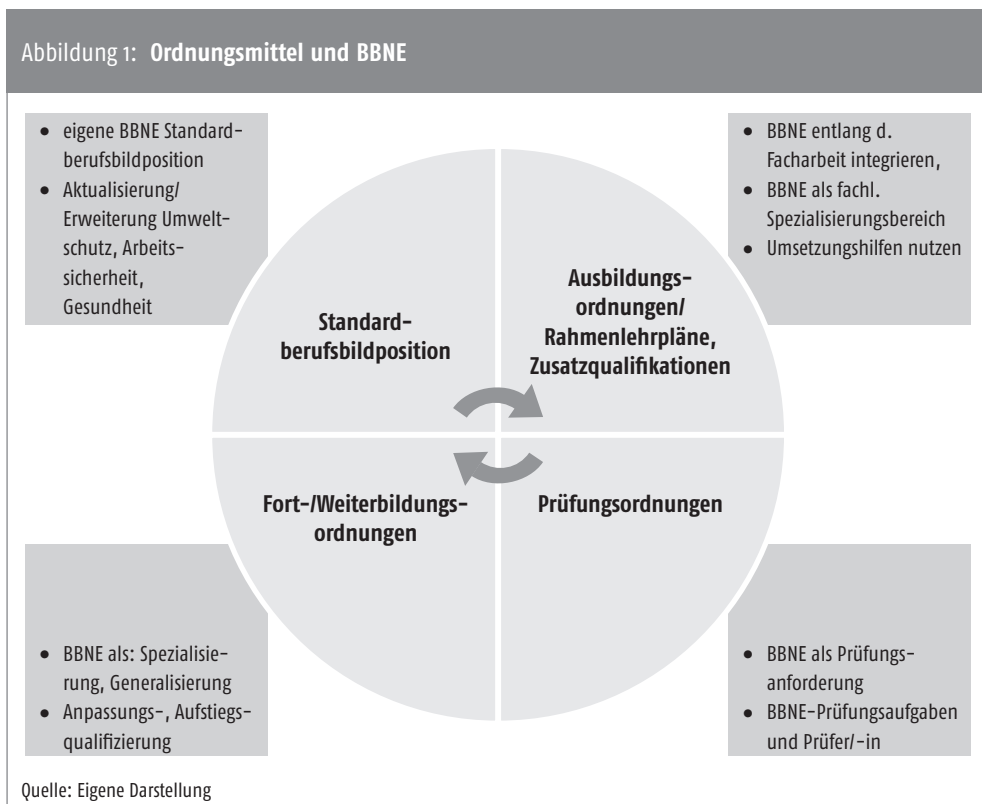 Abbildung 1: Ordnungsmittel und BBNE
• eigene BBNE Standard-
berufsbildposition
• Aktualisierung/
Erweiterung Umwelt-
schutz, Arbeits-
sicherheit,
Gesundheit
• BBNE entlang d.
Facharbeit integrieren,
• BBNE als fachl.
Spezialisierungsbereich
• Umsetzungshilfen nutzen
Standard-
berufsbildposition
Ausbildungs-
ordnungen/
Rahmenlehrpläne,
Zusatzqualifikationen
Fort-/Weiterbildungs-
ordnungen
Prüfungsordnungen
• BBNE als: Spezialisie-
rung, Generalisierung
• Anpassungs-, Aufstiegs-
qualifizierung
• BBNE als Prüfungs-
anforderung
• BBNE-Prüfungsaufgaben
und Prüfer/-in
Quelle: Eigene Darstellung